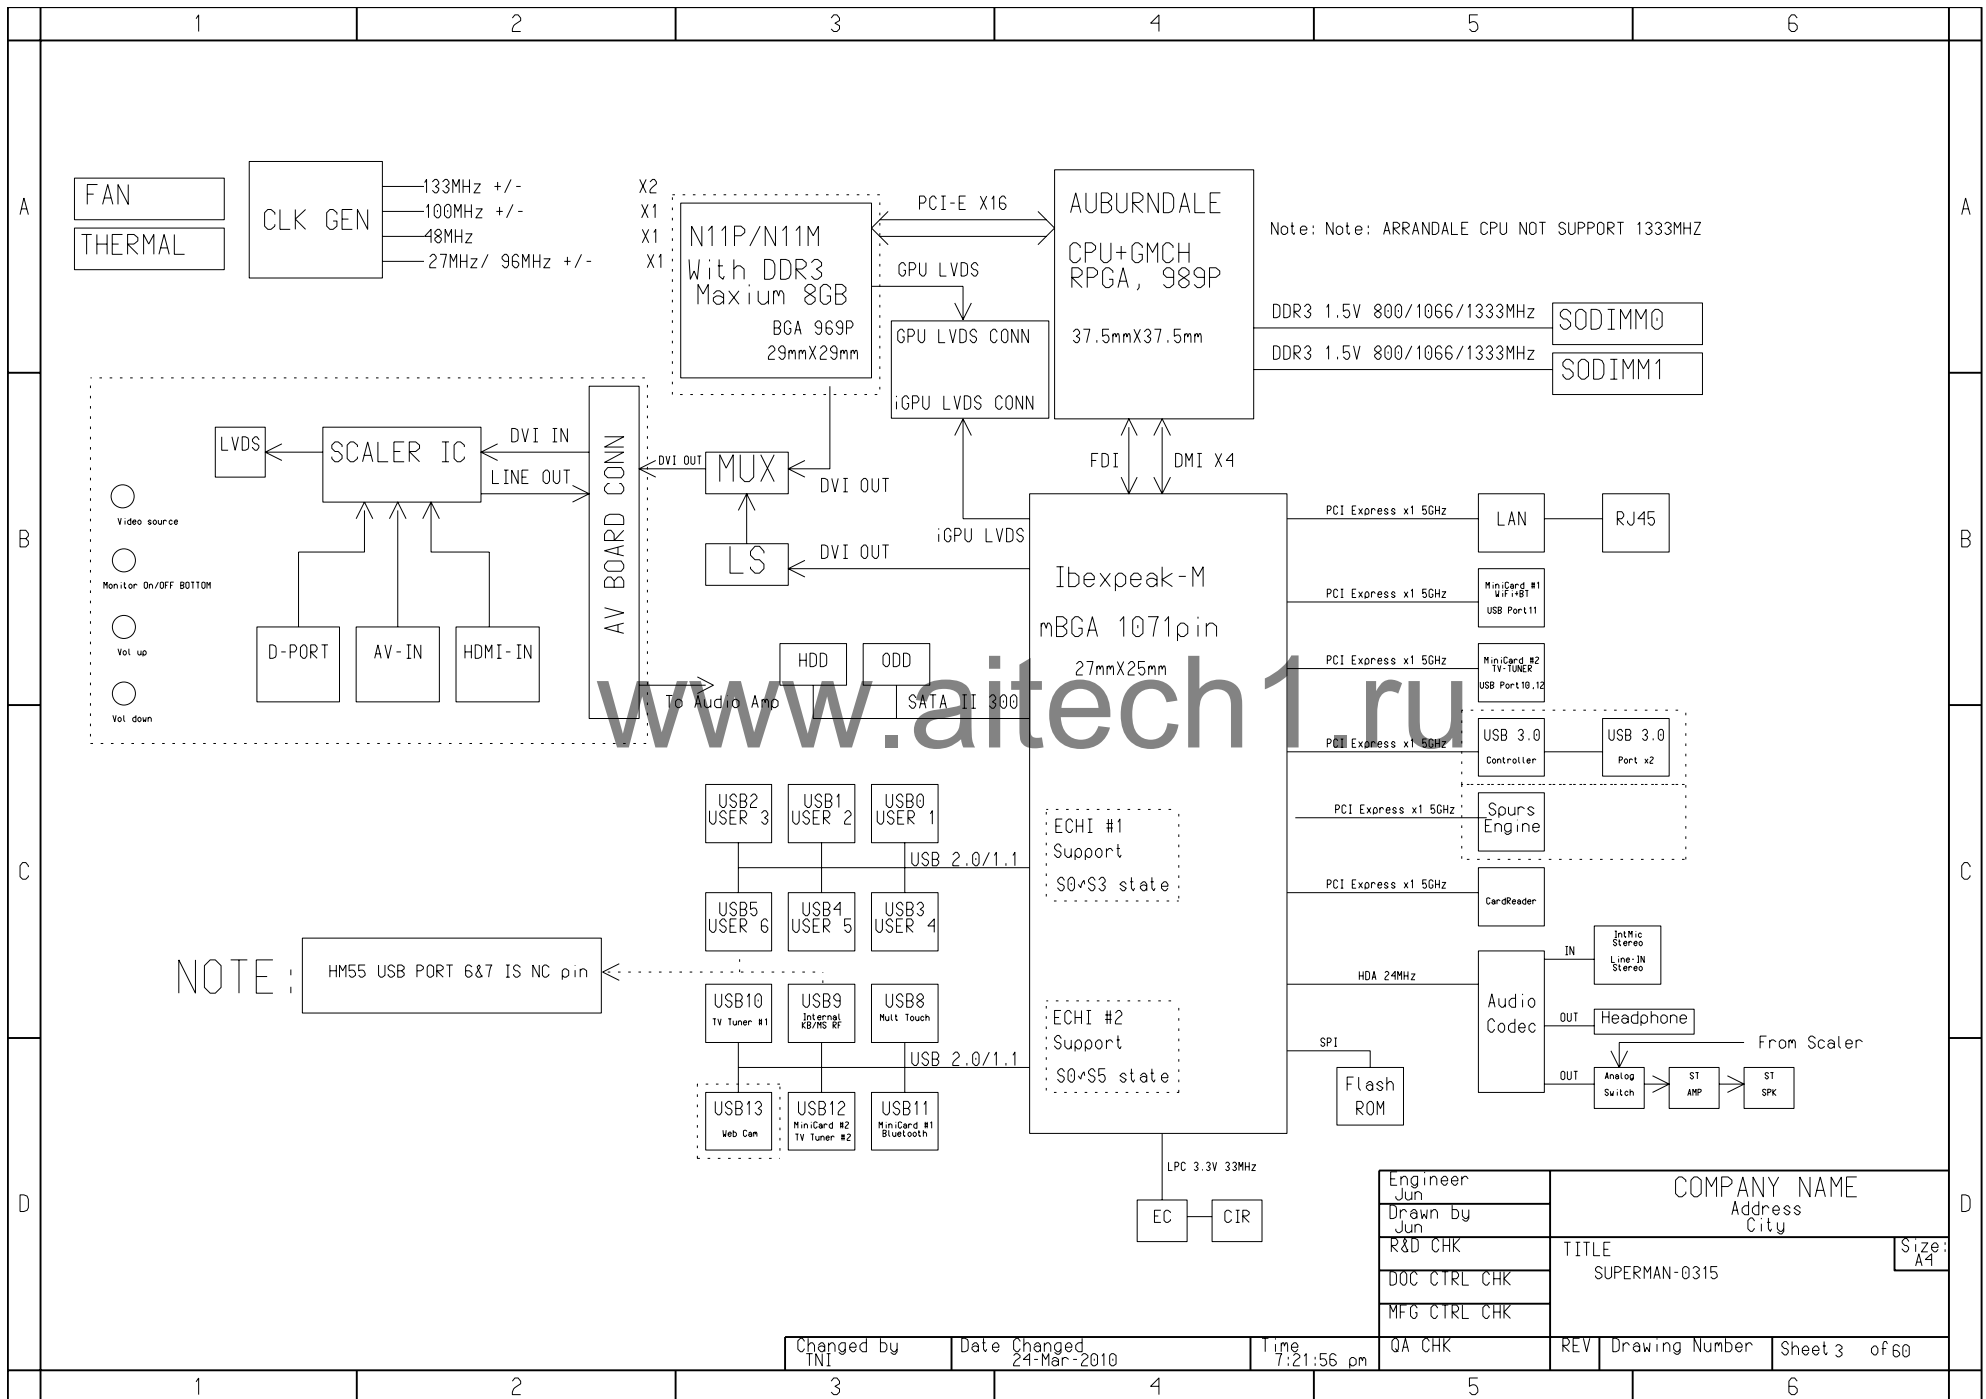 1 2 3 4 5 6
A
A
FAN
THERMAL
CLK GEN
133MHz +/- X2
100MHz +/- X1
48MHz X1
27MHz/ 96MHz +/- X1
N11P/N11M
With DDR3
Maxium 8GB
BGA 969P
29mmX29mm
PCI-E X16
GPU LVDS
GPU LVDS CONN
iGPU LVDS CONN
AUBURNDALE
CPU+GMCH
RPGA, 989P
37.5mmX37.5mm
Note: Note: ARRANDALE CPU NOT SUPPORT 1333MHZ
DDR3 1.5V 800/1066/1333MHz
SODIMM0
DDR3 1.5V 800/1066/1333MHz
SODIMM1
B
B
LVDS
SCALER IC
DVI IN
LINE OUT
AV BOARD CONN
DVI OUT
MUX
DVI OUT
LS
DVI OUT
iGPU LVDS
FDI
DMI X4
Video source
Monitor On/OFF BOTTOM
Vol up
Vol down
D-PORT
AV-IN
HDMI-IN
To Audio Amp
HDD
ODD
SATA II 300
Ibexpeak-M
mBGA 1071pin
27mmX25mm
PCI Express x1 5GHz
LAN
RJ45
PCI Express x1 5GHz
MiniCard #1
WiFi+BT
USB Port11
PCI Express x1 5GHz
MiniCard #2
TV-TUNER
USB Port10,12
www.aitech1.ru
PCI Express x1 5GHz
USB 3.0
Controller
USB 3.0
Port x2
PCI Express x1 5GHz
Spurs
Engine
PCI Express x1 5GHz
CardReader
C
C
USB2
USER 3
USB1
USER 2
USB0
USER 1
USB 2.0/1.1
USB5
USER 6
USB4
USER 5
USB3
USER 4
ECHI #1
Support
S0~S3 state
NOTE:
HM55 USB PORT 6&7 IS NC pin
USB10
TV Tuner #1
USB9
Internal
KB/MS RF
USB8
Mult Touch
USB 2.0/1.1
USB13
Web Cam
USB12
MiniCard #2
TV Tuner #2
USB11
MiniCard #1
Bluetooth
ECHI #2
Support
S0~S5 state
HDA 24MHz
Audio
Codec
IN
IntMic
Stereo
Line-IN
Stereo
OUT
Headphone
From Scaler
OUT
Analog
Switch
ST
AMP
ST
SPK
SPI
Flash
ROM
LPC 3.3V 33MHz
EC
CIR
D
D
Engineer
Jun
Drawn by
Jun
R&D CHK
DOC CTRL CHK
MFG CTRL CHK
QA CHK
COMPANY NAME
Address
City
TITLE
SUPERMAN-0315
Size:
A4
Changed by
TNI
Date Changed
24-Mar-2010
Time
7:21:56 pm
REV
Drawing Number
Sheet 3 of 60
1 2 3 4 5 6